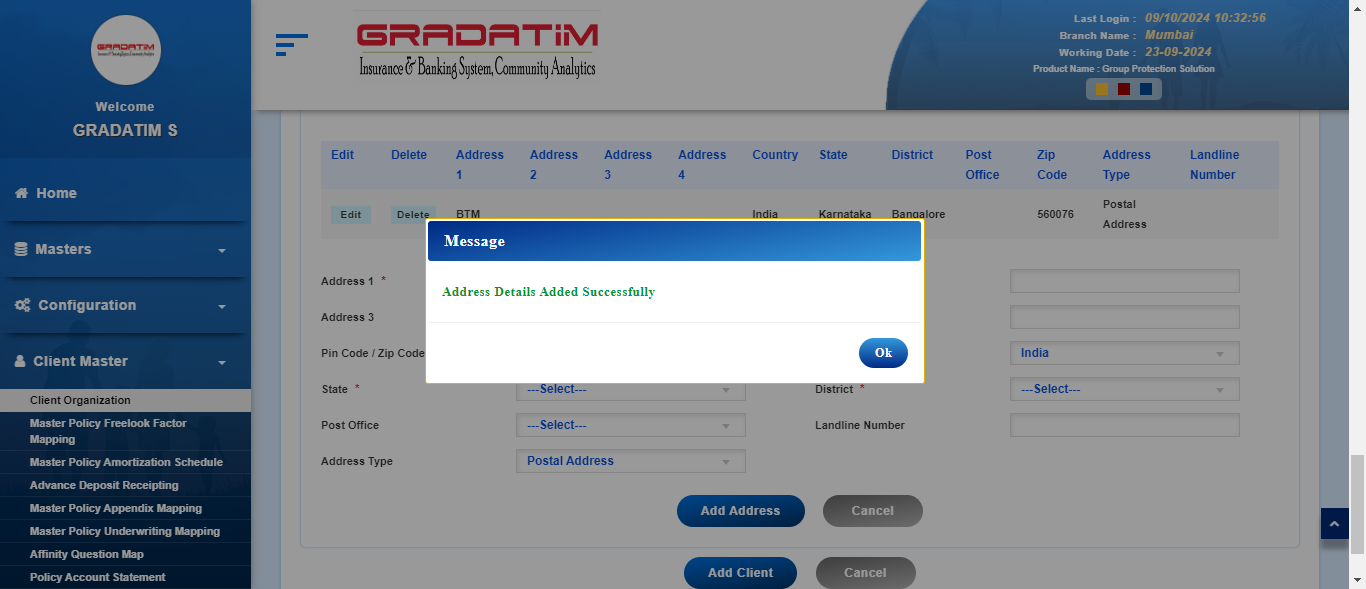 GRADATIM
Insurance & Banking System, Community Analytics
Welcome
GRADATIM S
Home
Masters
Configuration
Client Master
Client Organization
Master Policy Freelook Factor
Mapping
Master Policy Amortization Schedule
Advance Deposit Receipting
Master Policy Appendix Mapping
Master Policy Underwriting Mapping
Affinity Question Map
Policy Account Statement
GRADATIM
Insurance & Banking System, Community Analytics
Last Login : 09/10/2024 10:32:56
Branch Name : Mumbai
Working Date : 23-09-2024
Product Name : Group Protection Solution
Edit Delete Address 1 Address 2 Address 3 Address 4 Country State District Post Office Zip Code Address Type Landline Number
Edit Delete BTM India Karnataka Bangalore 560076 Postal Address
Message
Address Details Added Successfully
Ok
Address 1 *
Address 3
Pin Code / Zip Code India
State * ---Select--- District * ---Select---
Post Office ---Select--- Landline Number
Address Type Postal Address
Add Address Cancel
Add Client Cancel